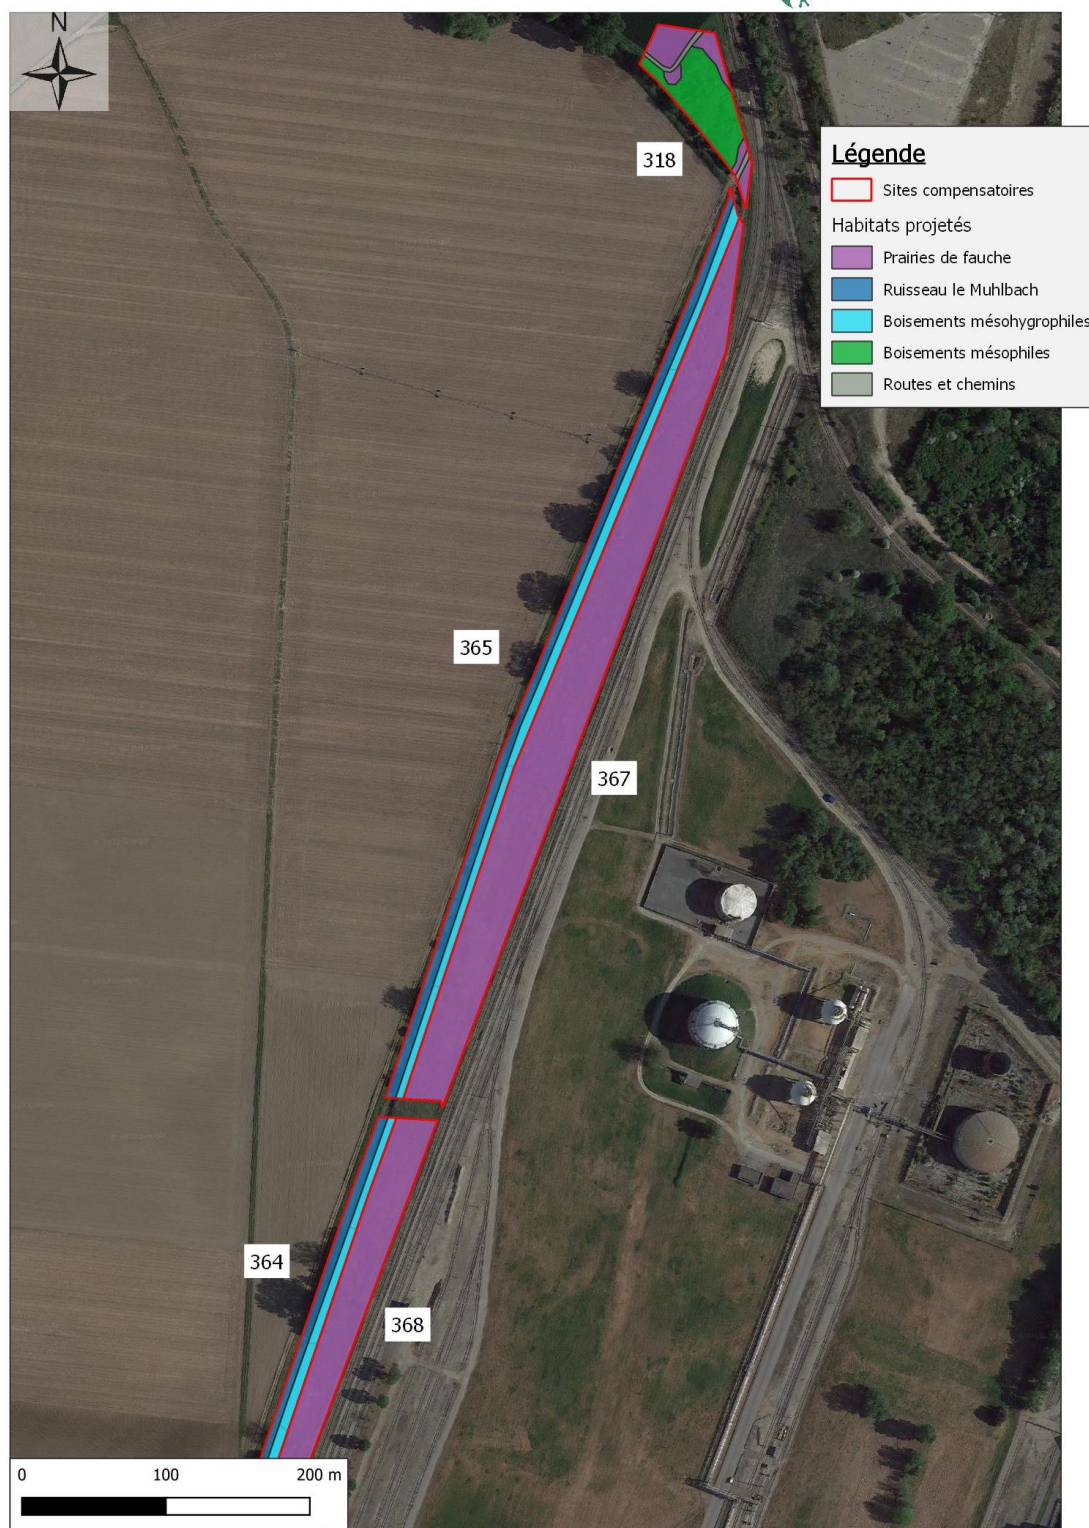 N
318
Légende
Sites compensatoires
Habitats projetés
Prairies de fauche
Ruisseau le Muhlbach
Boisements mésohygrophiles
Boisements mésophiles
Routes et chemins
365
367
364
368
0 100 200 m